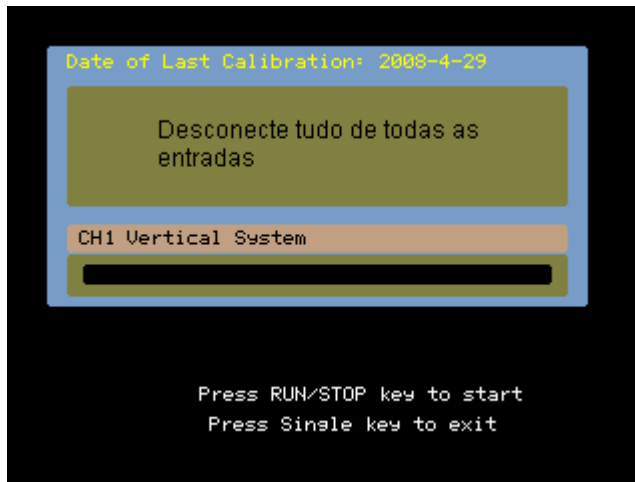 Date of Last Calibration: 2008-4-29
Desconecte tudo de todas as
entradas
CH1 Vertical System
Press RUN/STOP key to start
Press Single key to exit